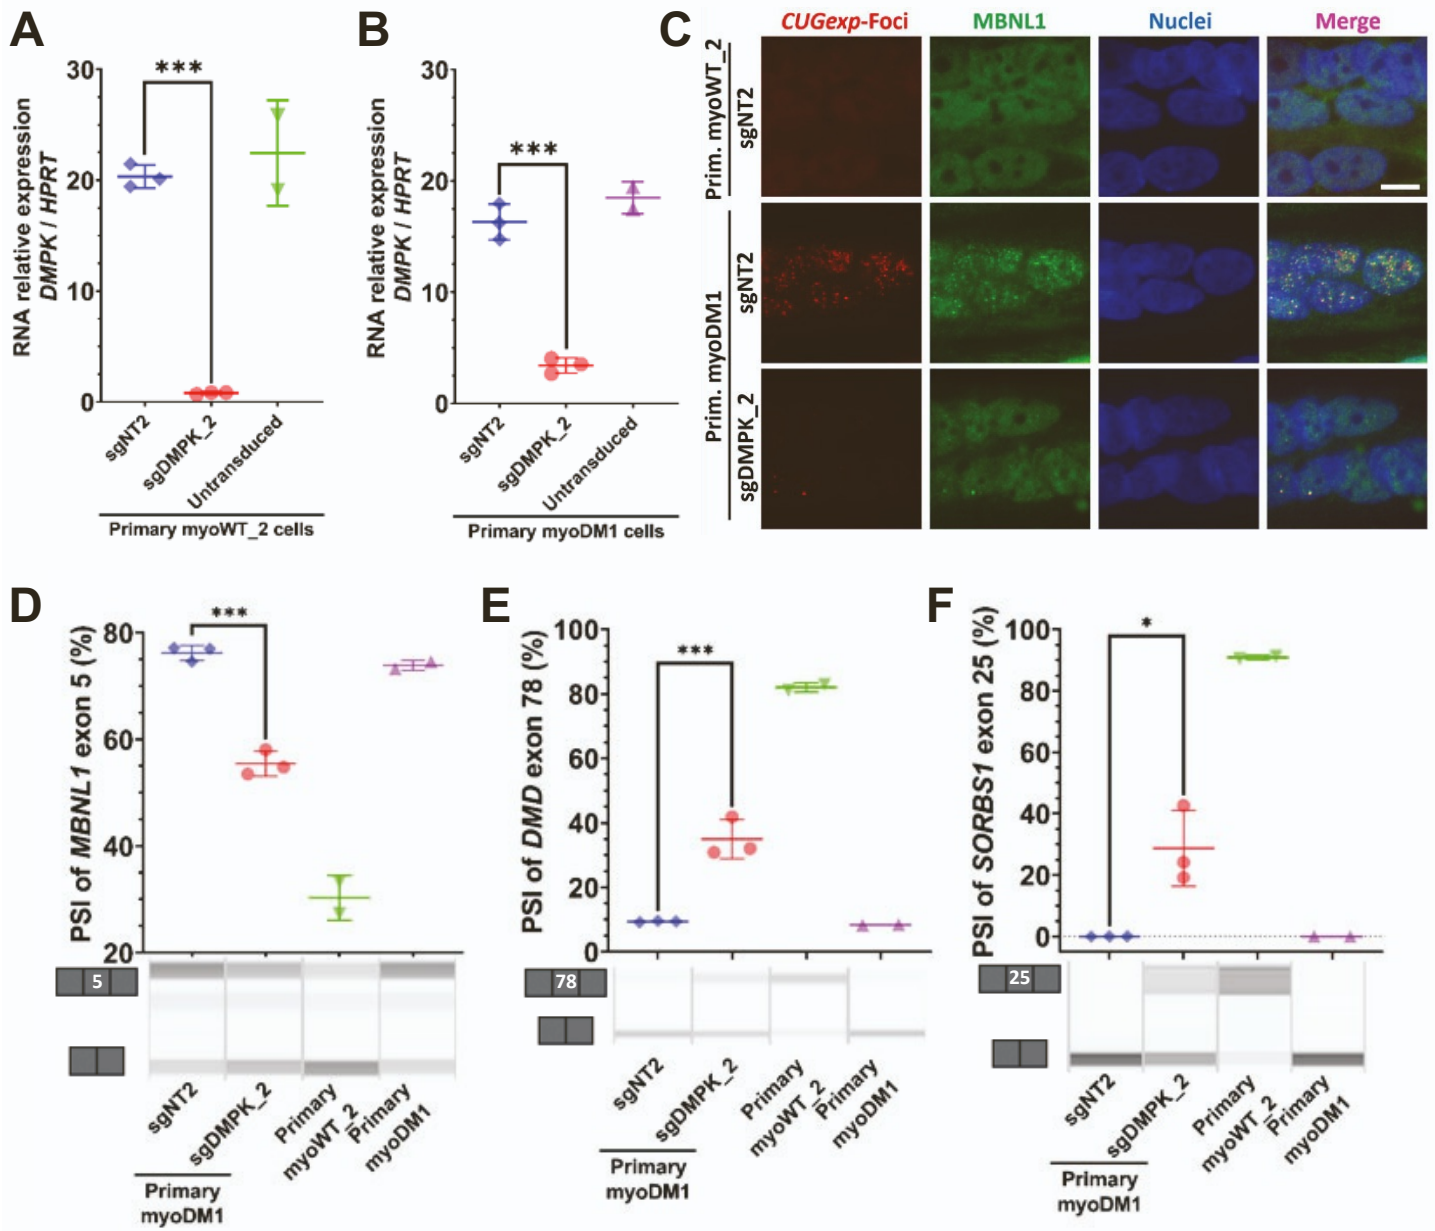 A
RNA relative expression
DMPK / HPRT
30
20
10
0
***
sgNT2
sgDMPK_2
Untransduced
Primary myoWT_2 cells
B
RNA relative expression
DMPK / HPRT
30
20
10
0
***
sgNT2
sgDMPK_2
Untransduced
Primary myoDM1 cells
C
CUGexp-Foci
MBNL1
Nuclei
Merge
Prim. myoWT_2
sgNT2
Prim. myoDM1
sgNT2
sgDMPK_2
D
PSI of MBNL1 exon 5 (%)
80
60
40
20
***
5
sgNT2
sgDMPK_2
Primary
myoWT_2
Primary
myoDM1
Primary
myoDM1
E
PSI of DMD exon 78 (%)
100
80
60
40
20
0
***
78
sgNT2
sgDMPK_2
Primary
myoWT_2
Primary
myoDM1
Primary
myoDM1
F
PSI of SORBS1 exon 25 (%)
100
80
60
40
20
0
*
25
sgNT2
sgDMPK_2
Primary
myoWT_2
Primary
myoDM1
Primary
myoDM1